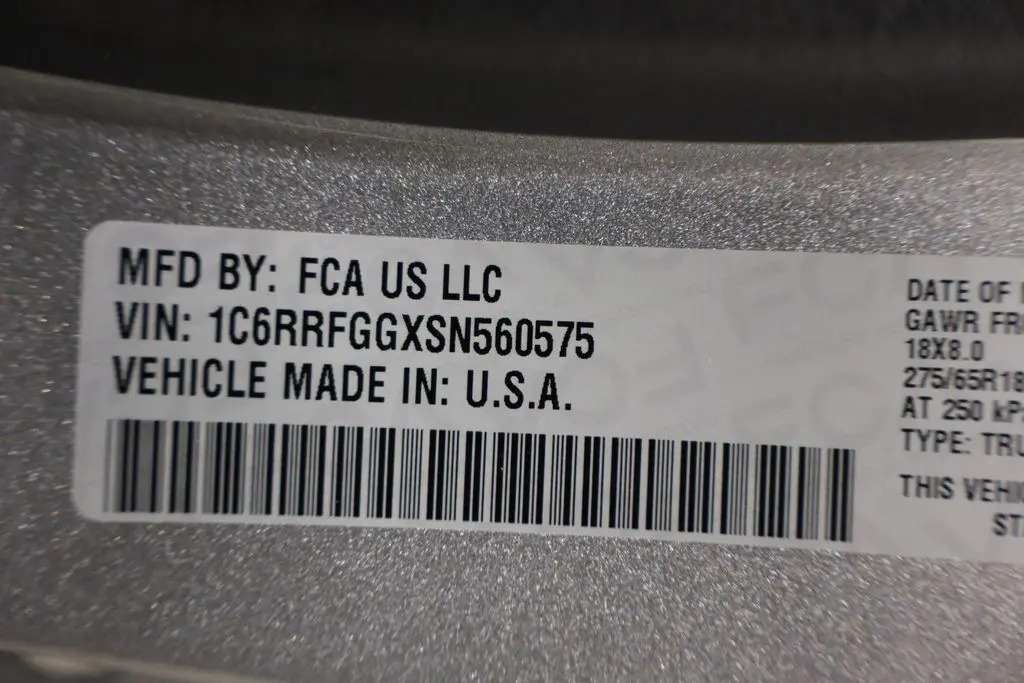 MFD BY: FCA US LLC
VIN: 1C6RRFGGXSN560575
VEHICLE MADE IN: U.S.A.
DATE OF
GAWR FR
18X8.0
275/65R18
AT 250 kP
TYPE: TRU
THIS VEHI
ST